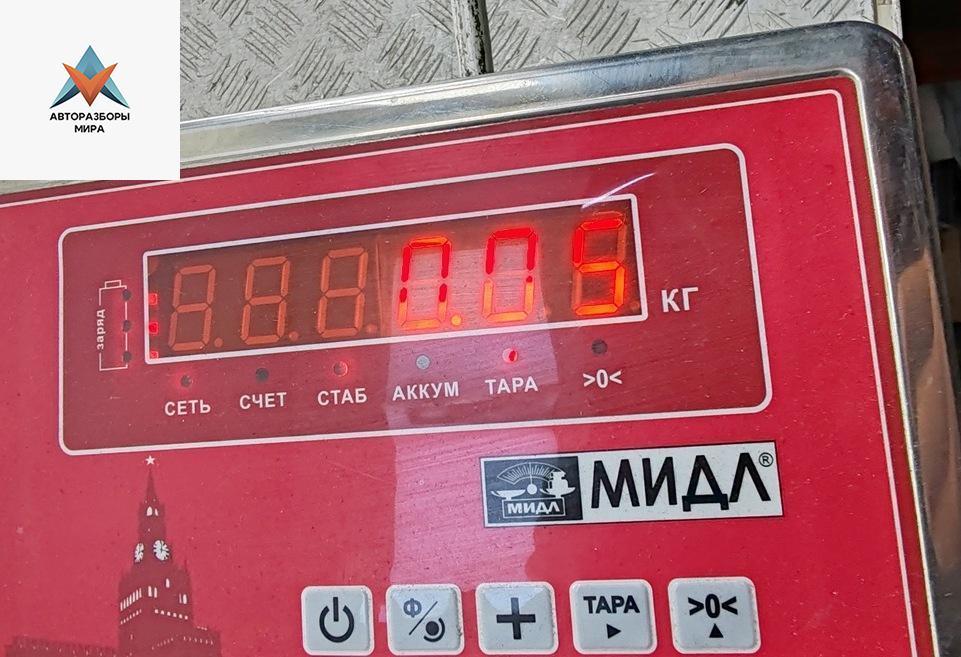 АВТОРАЗБОРЫ
МИРА
заряд
0.05
КГ
СЕТЬ СЧЕТ СТАБ АККУМ ТАРА >0<
МИДЛ МИДЛ®
Ф ТАРА >0<